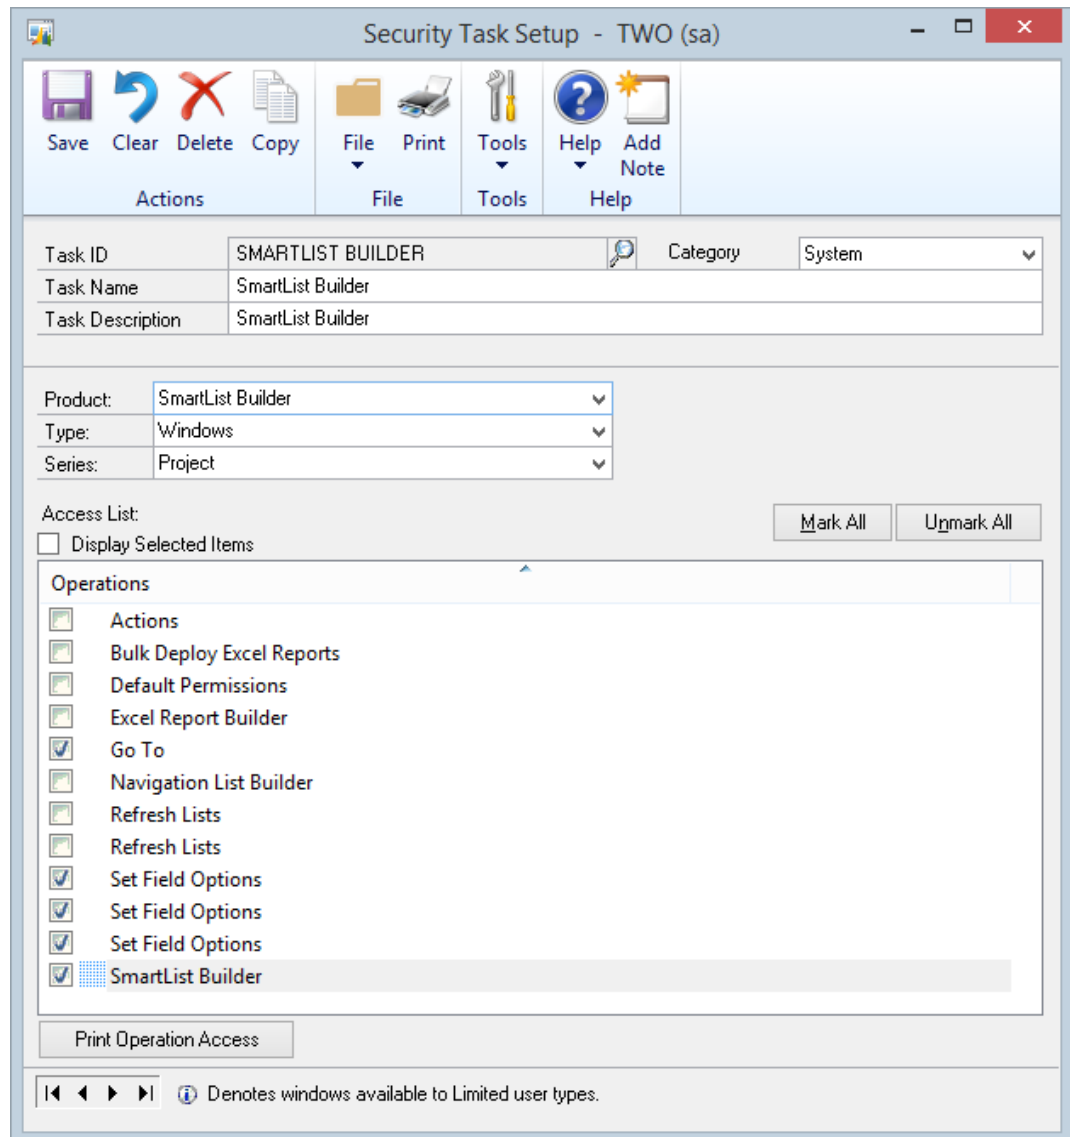 Security Task Setup - TWO (sa)
Save Clear Delete Copy File Print Tools Help Add Note
Actions File Tools Help
Task ID SMARTLIST BUILDER Category System
Task Name SmartList Builder
Task Description SmartList Builder
Product: SmartList Builder
Type: Windows
Series: Project
Access List:
Mark All Unmark All
Display Selected Items
Operations
Actions
Bulk Deploy Excel Reports
Default Permissions
Excel Report Builder
Go To
Navigation List Builder
Refresh Lists
Refresh Lists
Set Field Options
Set Field Options
Set Field Options
SmartList Builder
Print Operation Access
Denotes windows available to Limited user types.